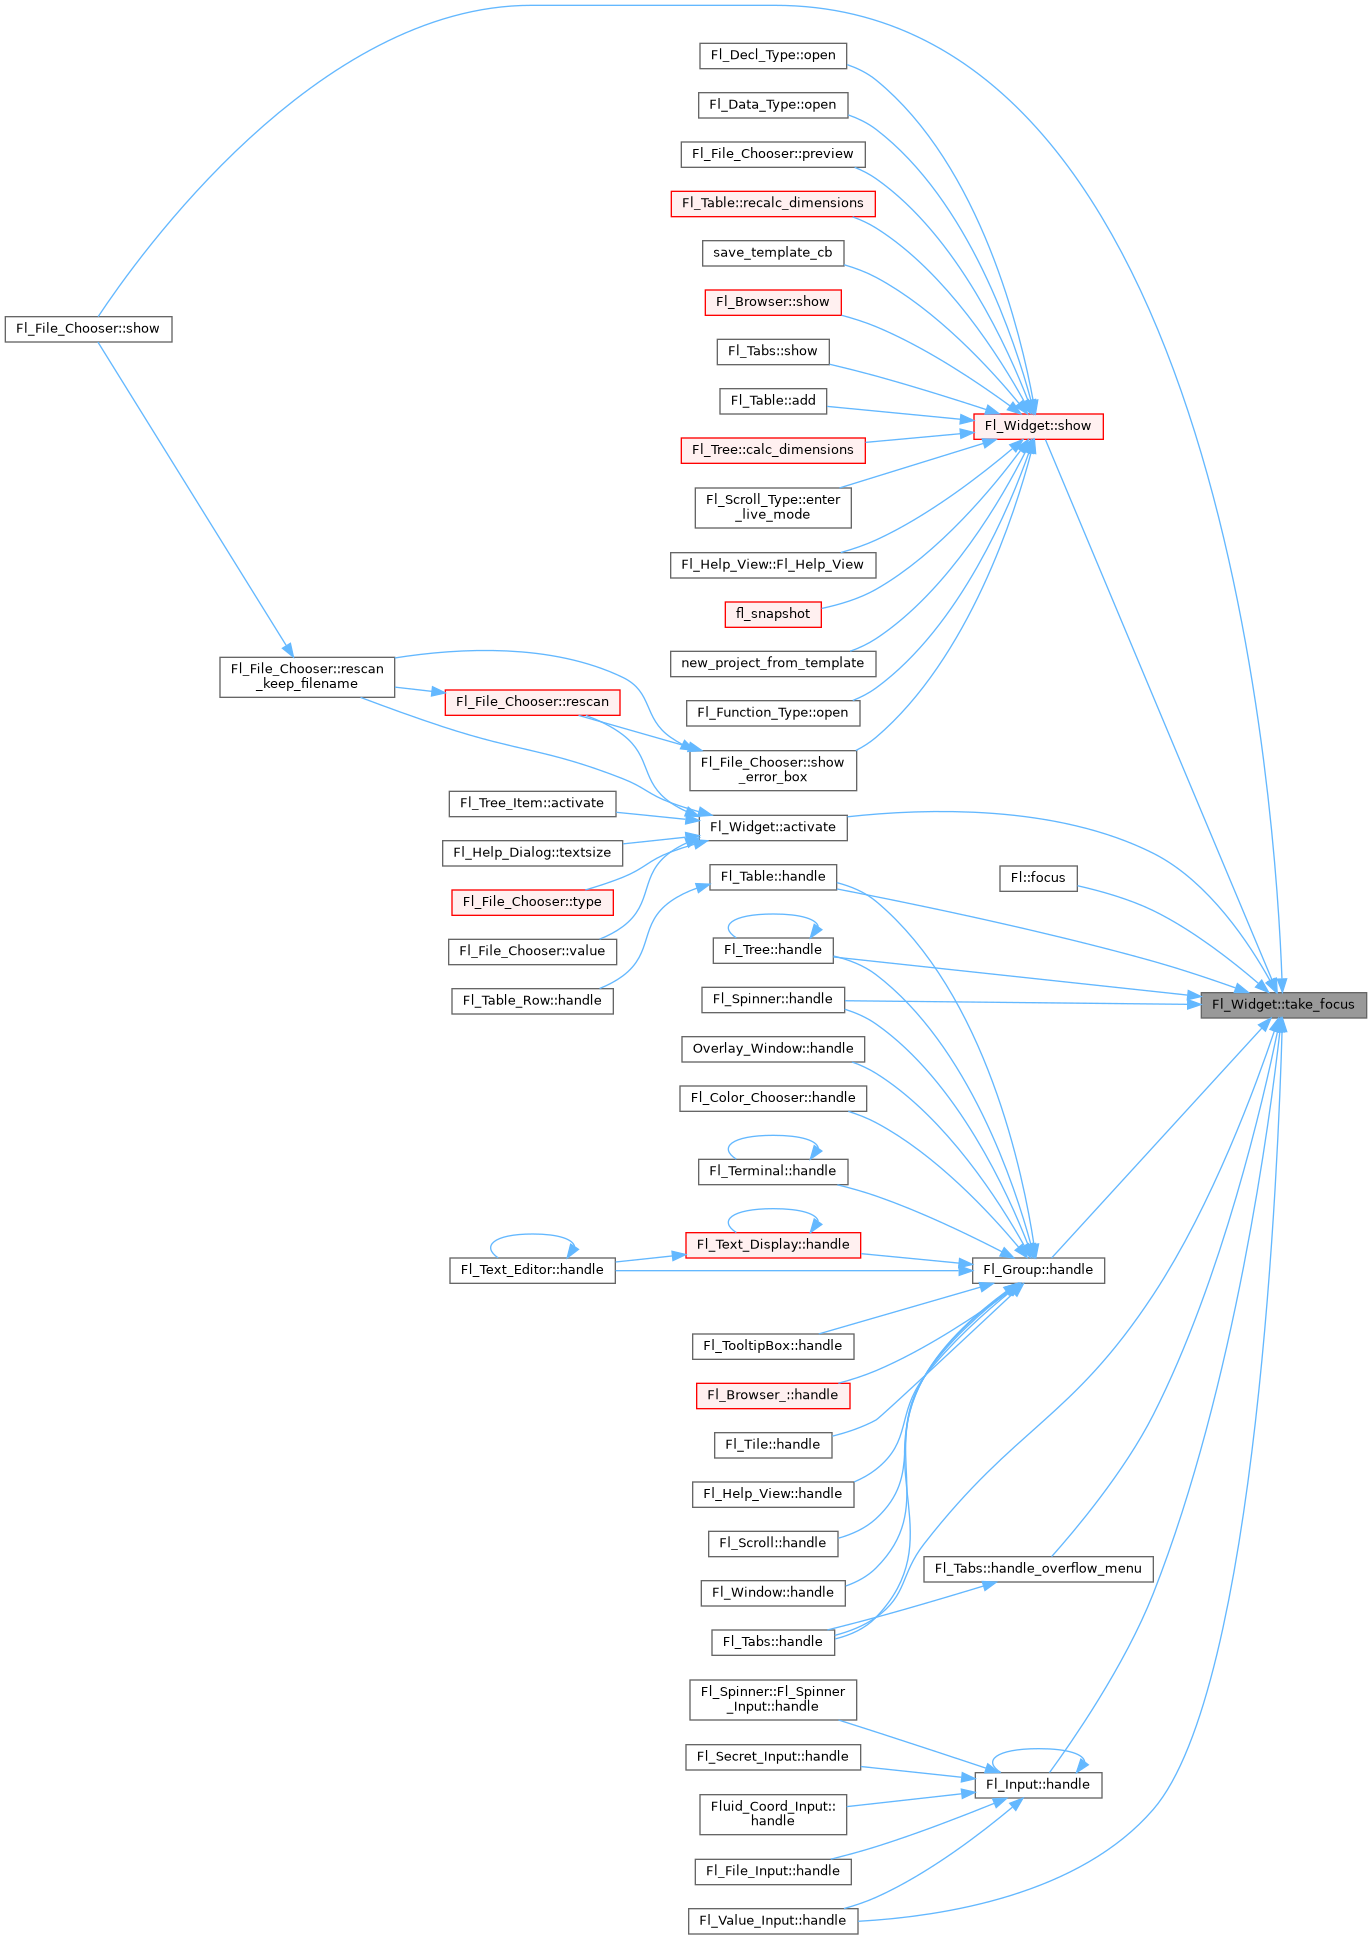 Fl_Decl_Type::open
Fl_Data_Type::open
Fl_File_Chooser::preview
Fl_Table::recalc_dimensions
save_template_cb
Fl_Browser::show
Fl_File_Chooser::show
Fl_Tabs::show
Fl_Table::add
Fl_Widget::show
Fl_Tree::calc_dimensions
Fl_Scroll_Type::enter
_live_mode
Fl_Help_View::Fl_Help_View
fl_snapshot
new_project_from_template
Fl_File_Chooser::rescan
_keep_filename
Fl_File_Chooser::rescan
Fl_Function_Type::open
Fl_File_Chooser::show
_error_box
Fl_Tree_Item::activate
Fl_Widget::activate
Fl_Help_Dialog::textsize
Fl_Table::handle
Fl::focus
Fl_File_Chooser::type
Fl_File_Chooser::value
Fl_Tree::handle
Fl_Table_Row::handle
Fl_Spinner::handle
Fl_Widget::take_focus
Overlay_Window::handle
Fl_Color_Chooser::handle
Fl_Terminal::handle
Fl_Text_Display::handle
Fl_Text_Editor::handle
Fl_Group::handle
Fl_TooltipBox::handle
Fl_Browser_::handle
Fl_Tile::handle
Fl_Help_View::handle
Fl_Scroll::handle
Fl_Tabs::handle_overflow_menu
Fl_Window::handle
Fl_Tabs::handle
Fl_Spinner::Fl_Spinner
_Input::handle
Fl_Secret_Input::handle
Fl_Input::handle
Fluid_Coord_Input::
handle
Fl_File_Input::handle
Fl_Value_Input::handle